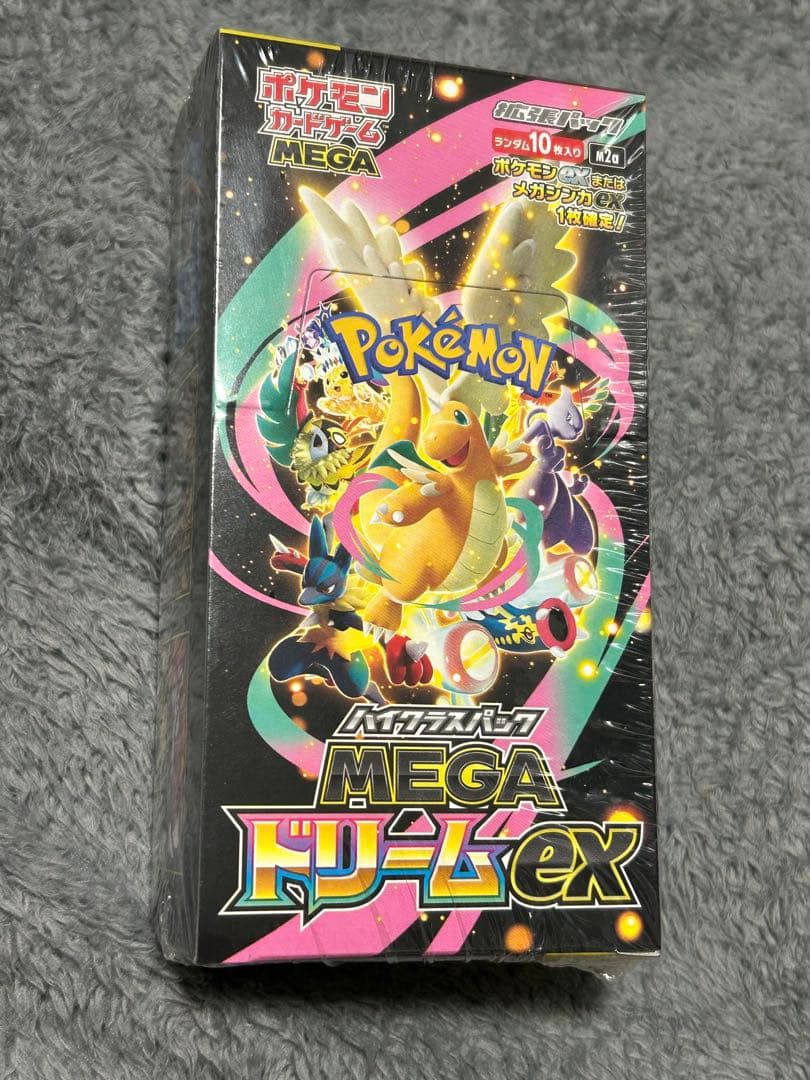 ポケモン
カードゲーム
MEGA
拡張パック
ランダム10枚入り
M2a
ポケモンexまたは
メガシンカex
1枚確定!
POKéMON
TM
ハイクラスパック
MEGA
ドリームex